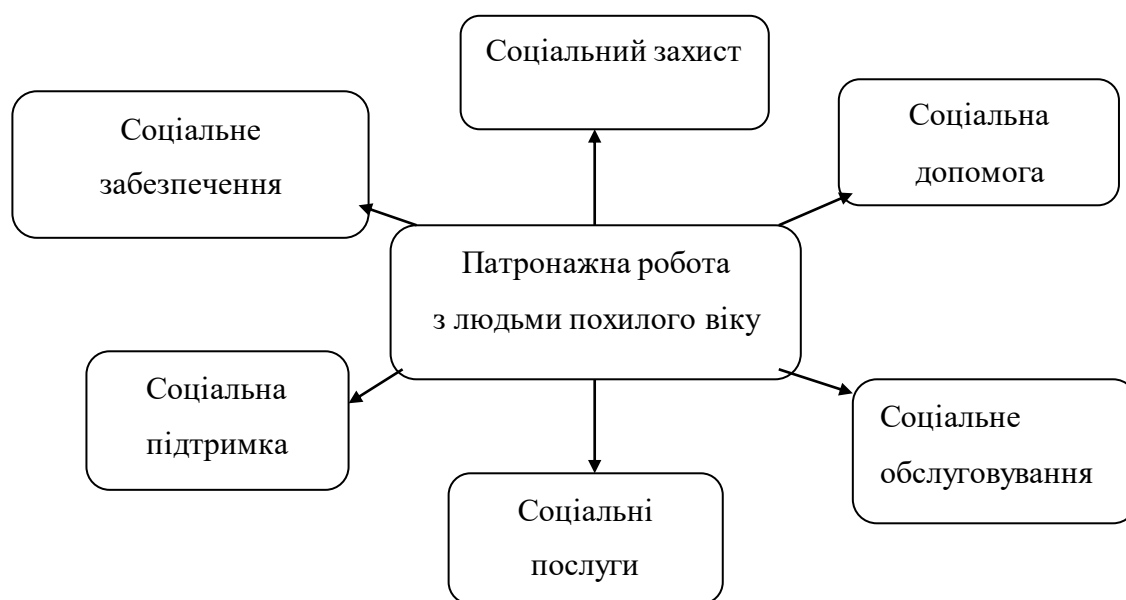 Соціальний захист
Соціальне
забезпечення
Соціальна
допомога
Патронажна робота
з людьми похилого віку
Соціальна
підтримка
Соціальне
обслуговування
Соціальні
послуги